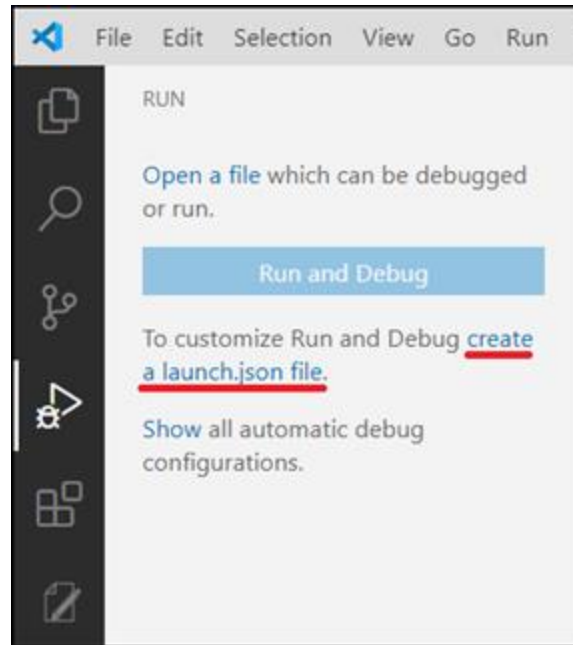 File Edit Selection View Go Run
RUN
Open a file which can be debugged
or run.
Run and Debug
To customize Run and Debug create
a launch.json file.
Show all automatic debug
configurations.